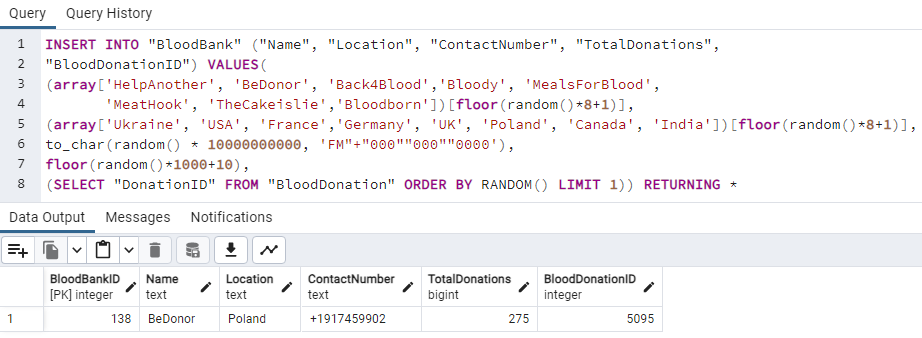 Query Query History
1 INSERT INTO "BloodBank" ("Name", "Location", "ContactNumber", "TotalDonations",
2 "BloodDonationID") VALUES(
3 (array['HelpAnother', 'BeDonor', 'Back4Blood','Bloody', 'MealsForBlood',
4 'MeatHook', 'TheCakeislie','Bloodborn'])[floor(random()*8+1)],
5 (array['Ukraine', 'USA', 'France','Germany', 'UK', 'Poland', 'Canada', 'India'])[floor(random()*8+1)],
6 to_char(random() * 10000000000, 'FM"+"000""000""0000'),
7 floor(random()*1000+10),
8 (SELECT "DonationID" FROM "BloodDonation" ORDER BY RANDOM() LIMIT 1)) RETURNING *
Data Output Messages Notifications
BloodBankID Name Location ContactNumber TotalDonations BloodDonationID
[PK] integer text text text bigint integer
1 138 BeDonor Poland +1917459902 275 5095